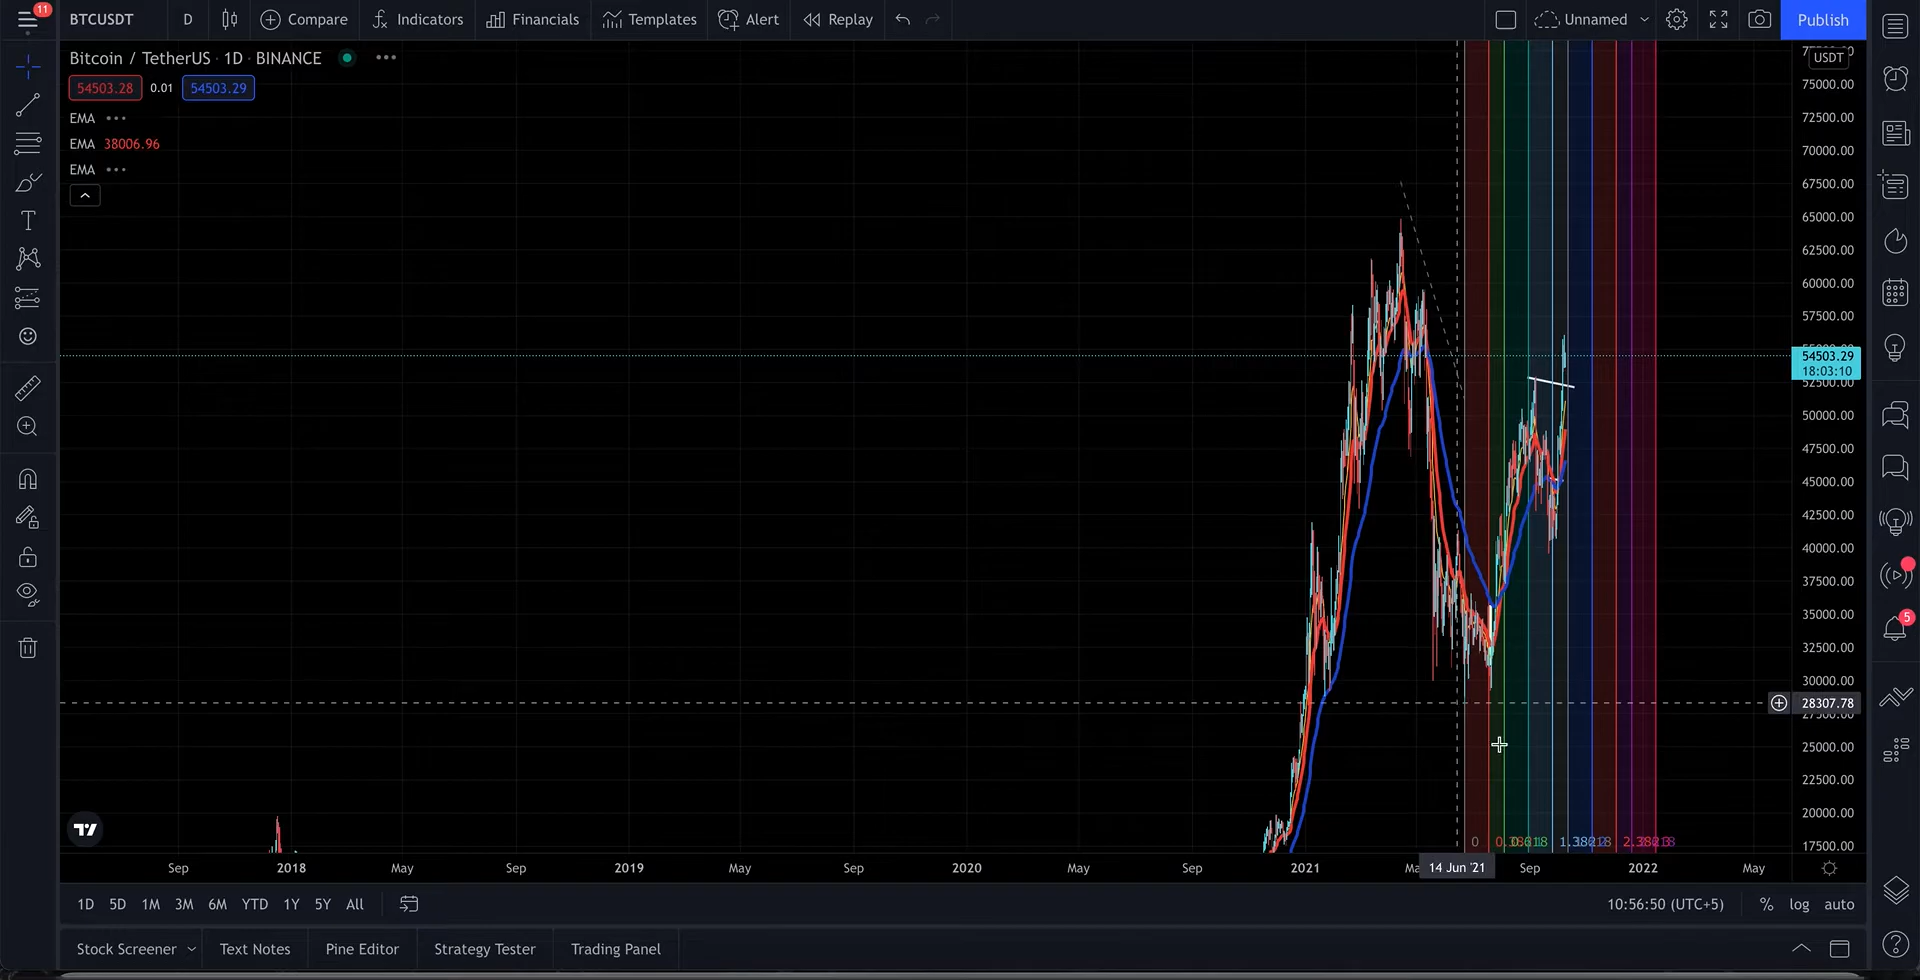 11
BTCUSDT D Compare Indicators Financials Templates Alert Replay Unnamed Publish
Bitcoin / TetherUS · 1D · BINANCE
54503.28 0.01 54503.29
EMA
EMA 38006.96
EMA
USDT
75000.00
72500.00
70000.00
67500.00
65000.00
62500.00
60000.00
57500.00
54503.29
18:03:10
52500.00
50000.00
47500.00
45000.00
42500.00
40000.00
37500.00
35000.00
32500.00
30000.00
28307.78
27500.00
25000.00
22500.00
20000.00
17500.00
5
0
Sep 2018 May Sep 2019 May Sep 2020 May Sep 2021 14 Jun '21 Sep 2022 May
1D 5D 1M 3M 6M YTD 1Y 5Y All 10:56:50 (UTC+5) % log auto
Stock Screener Text Notes Pine Editor Strategy Tester Trading Panel